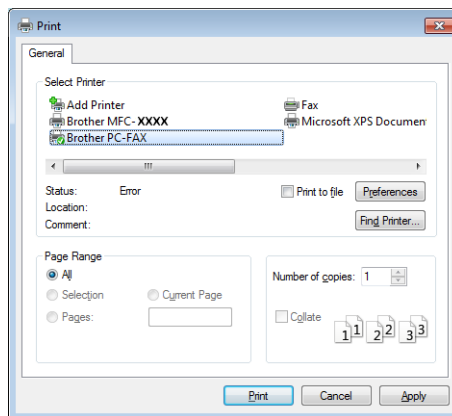 Print
General
Select Printer
Add Printer
Fax
Brother MFC-XXXX
Microsoft XPS Documen
Brother PC-FAX
Status: Error
Print to file
Preferences
Location:
Comment:
Find Printer...
Page Range
All
Selection
Current Page
Pages:
Number of copies: 1
Collate
1 1 2 2 3 3
Print
Cancel
Apply